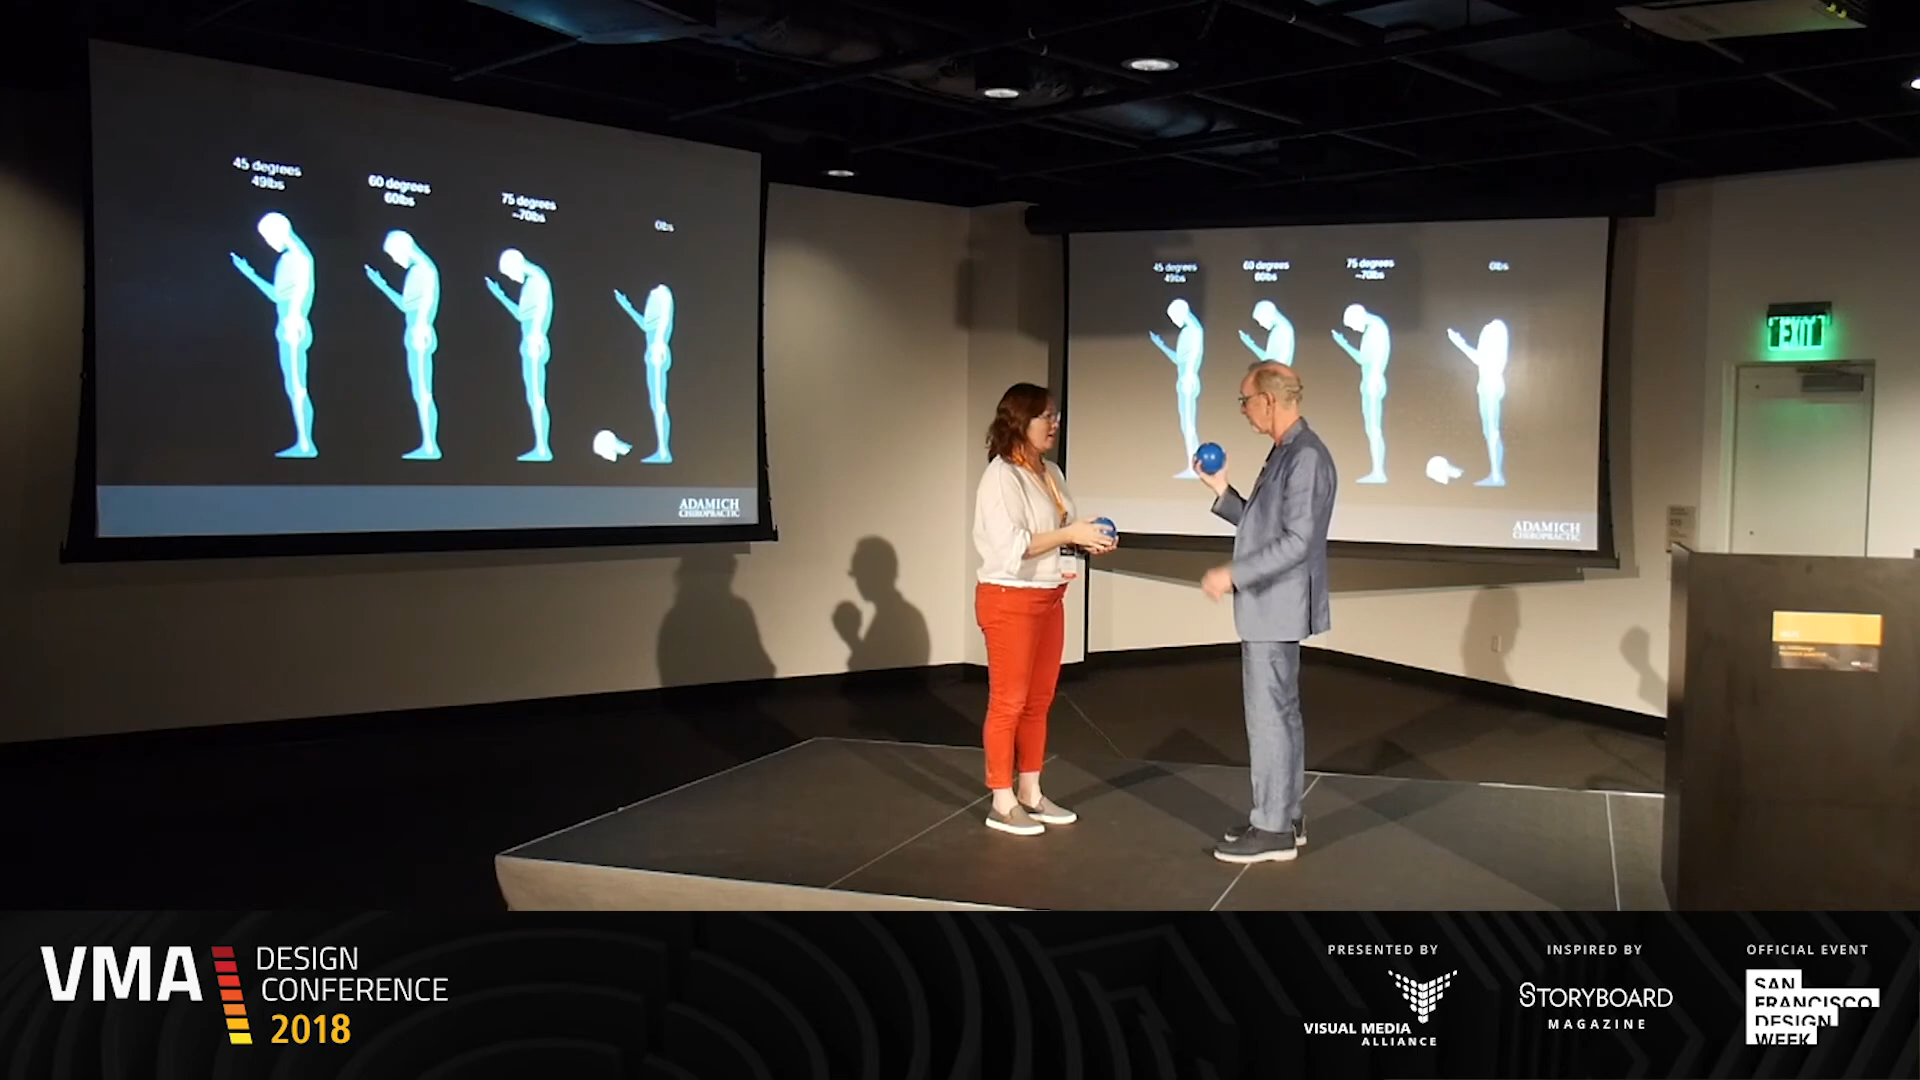 45 degrees
49lbs
60 degrees
60lbs
75 degrees
~70lbs
0lbs
ADAMICH
CHIROPRACTIC
45 degrees
49lbs
60 degrees
60lbs
75 degrees
~70lbs
0lbs
ADAMICH
CHIROPRACTIC
EXIT
VMA
DESIGN
CONFERENCE
2018
PRESENTED BY
VISUAL MEDIA
ALLIANCE
INSPIRED BY
STORYBOARD
MAGAZINE
OFFICIAL EVENT
SAN
FRANCISCO
DESIGN
WEEK